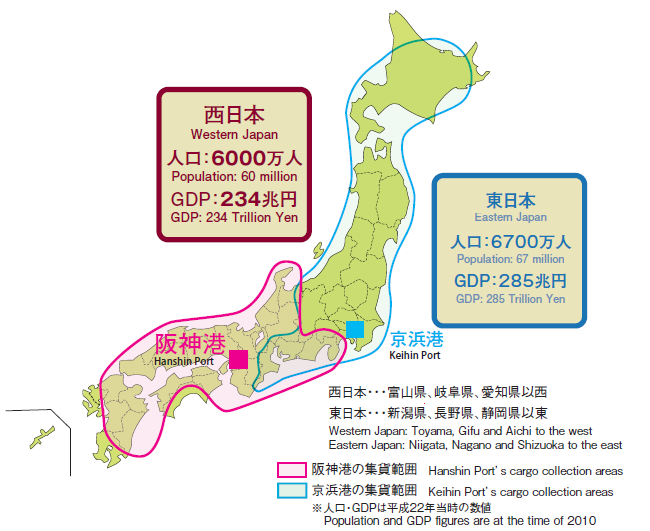 西日本
Western Japan
人口：6000万人
Population: 60 million
GDP：234兆円
GDP: 234 Trillion Yen
東日本
Eastern Japan
人口：6700万人
Population: 67 million
GDP：285兆円
GDP: 285 Trillion Yen
阪神港
Hanshin Port
京浜港
Keihin Port
西日本・・・富山県、岐阜県、愛知県以西
東日本・・・新潟県、長野県、静岡県以東
Western Japan: Toyama, Gifu and Aichi to the west
Eastern Japan: Niigata, Nagano and Shizuoka to the east
阪神港の集貨範囲 Hanshin Port's cargo collection areas
京浜港の集貨範囲 Keihin Port's cargo collection areas
※人口・GDPは平成22年当時の数値
Population and GDP figures are at the time of 2010